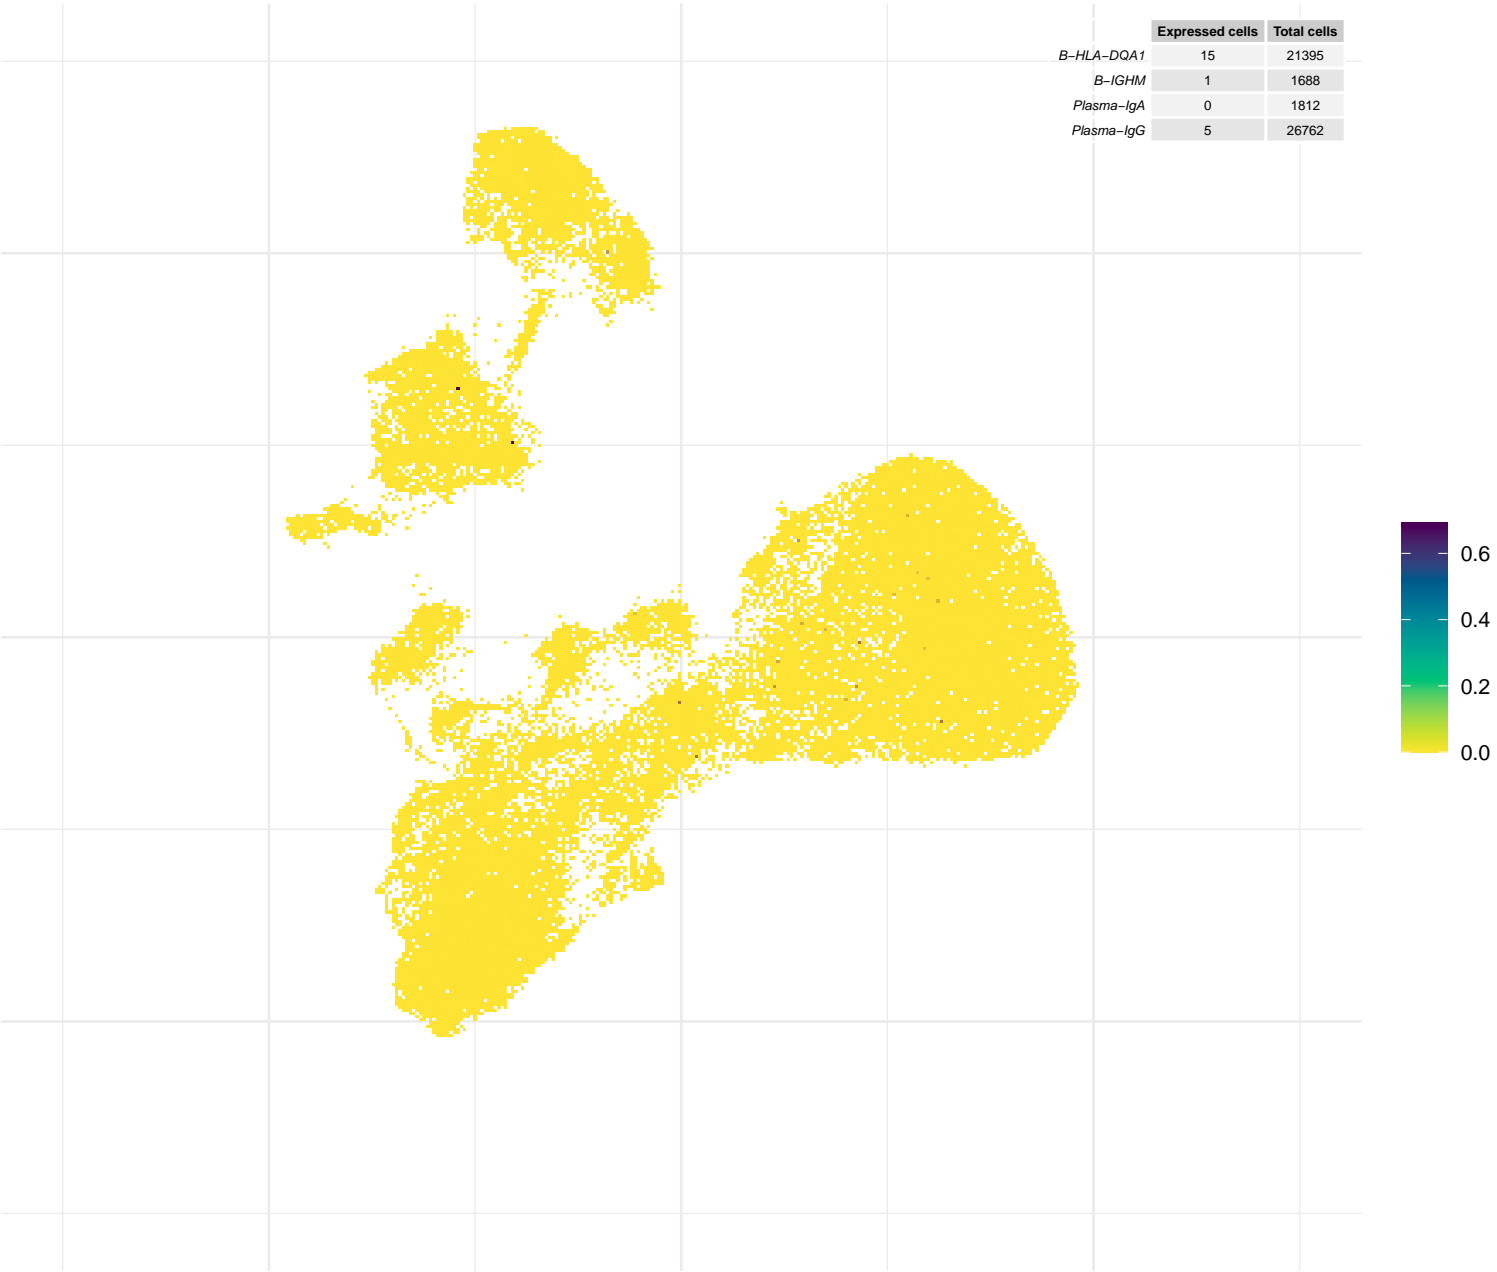 Expressed cells Total cells
B−HLA−DQA1 15 21395
B−IGHM 1 1688
Plasma−IgA 0 1812
Plasma−IgG 5 26762
0.6
0.4
0.2
0.0